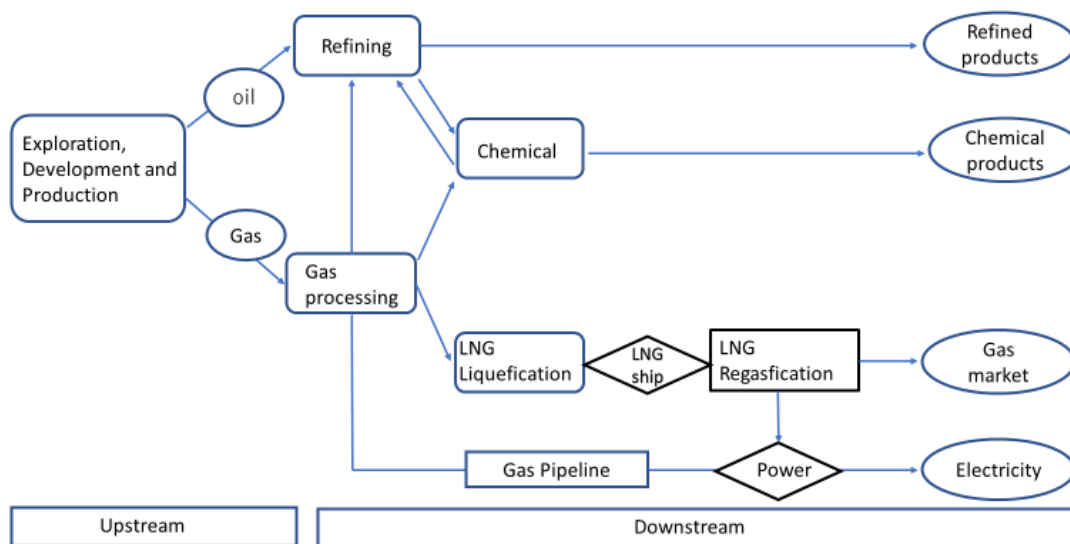 Refining
Refined
products
oil
Exploration,
Development and
Production
Chemical
Chemical
products
Gas
Gas
processing
LNG
Liquefication
LNG
ship
LNG
Regasfication
Gas
market
Gas Pipeline
Power
Electricity
Upstream
Downstream